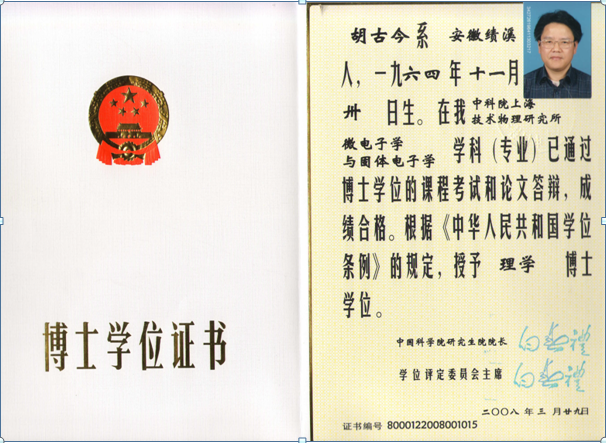 博士学位证书
胡古今 系 安徽绩溪
人，一九六四年十一月
卅 日生。在我 中科院上海
技术物理研究所
微电子学
与固体电子学 学科（专业）已通过
博士学位的课程考试和论文答辩，成
绩合格。根据《中华人民共和国学位
条例》的规定，授予 理学 博士
学位。
中国科学院研究生院院长
学位评定委员会主席
二〇〇八年三月廿九日
证书编号 8000122008001015